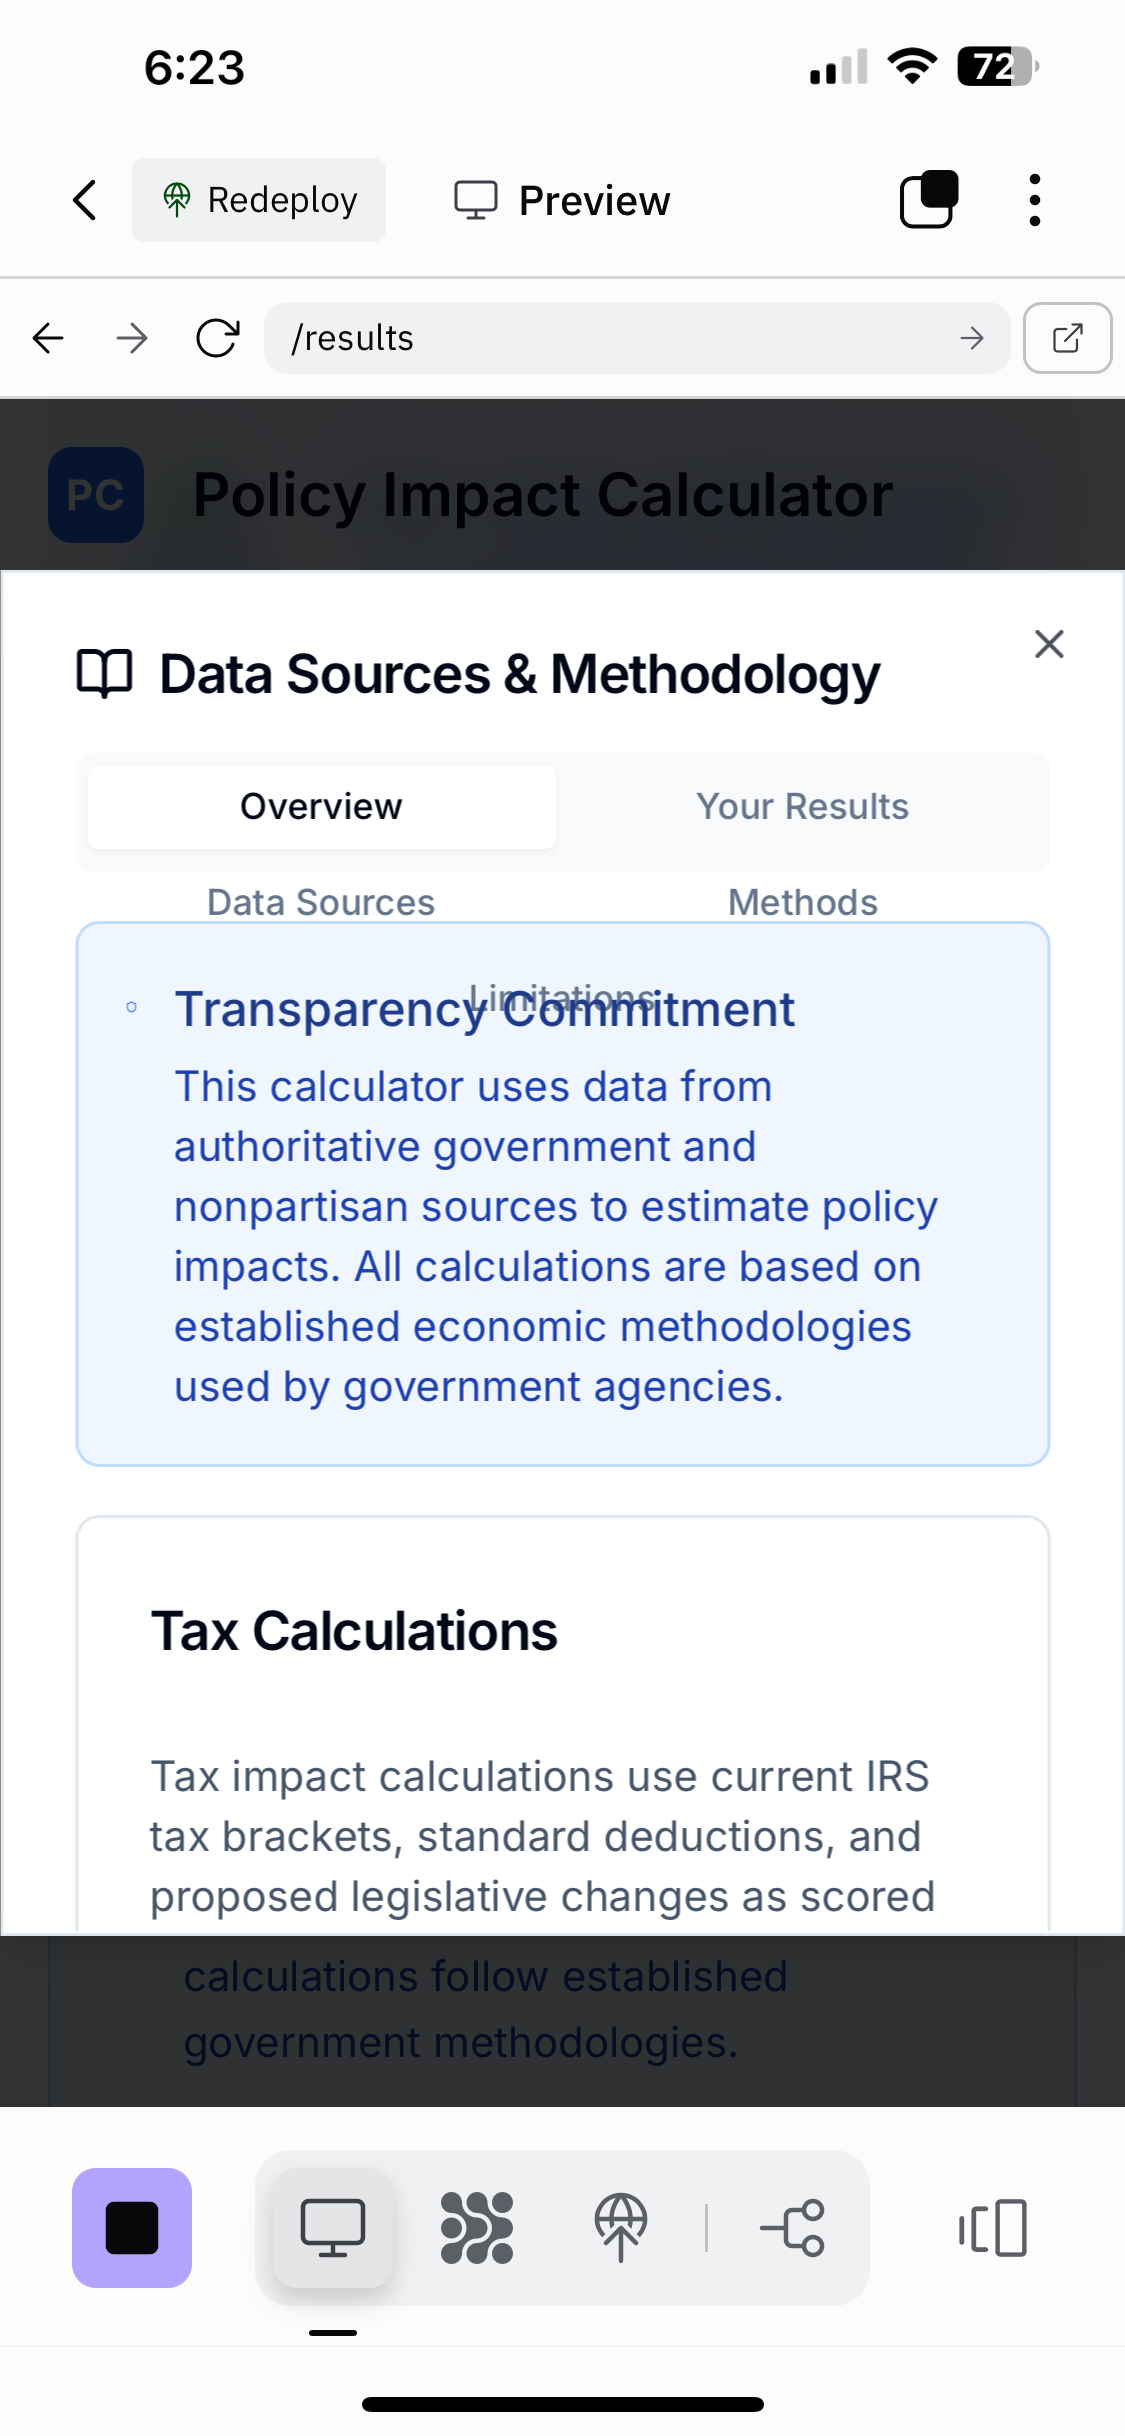 6:23
72
Redeploy
Preview
/results
PC
Policy Impact Calculator
Data Sources & Methodology
Overview
Your Results
Data Sources
Methods
Limitations
Transparency Commitment
This calculator uses data from
authoritative government and
nonpartisan sources to estimate policy
impacts. All calculations are based on
established economic methodologies
used by government agencies.
Tax Calculations
Tax impact calculations use current IRS
tax brackets, standard deductions, and
proposed legislative changes as scored
calculations follow established
government methodologies.